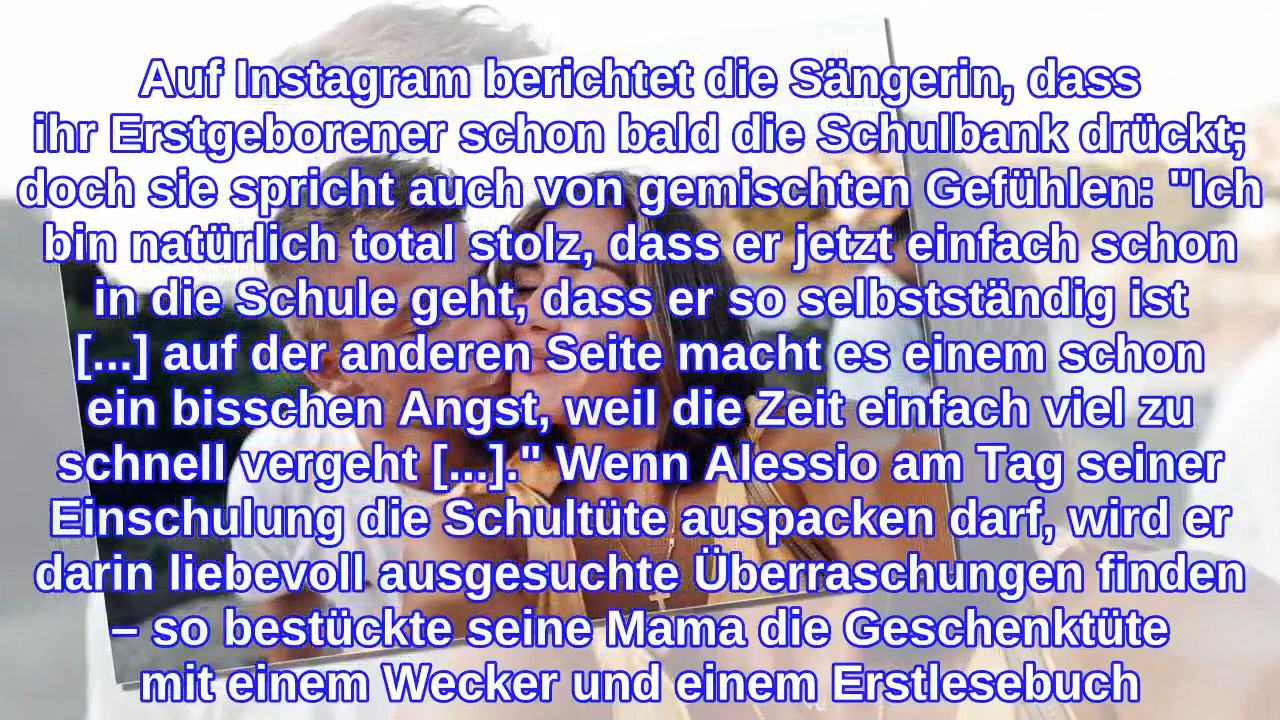 Auf Instagram berichtet die Sängerin, dass
ihr Erstgeborener schon bald die Schulbank drückt;
doch sie spricht auch von gemischten Gefühlen: "Ich
bin natürlich total stolz, dass er jetzt einfach schon
in die Schule geht, dass er so selbstständig ist
[...] auf der anderen Seite macht es einem schon
ein bisschen Angst, weil die Zeit einfach viel zu
schnell vergeht [...]." Wenn Alessio am Tag seiner
Einschulung die Schultüte auspacken darf, wird er
darin liebevoll ausgesuchte Überraschungen finden
– so bestückte seine Mama die Geschenktüte
mit einem Wecker und einem Erstlesebuch